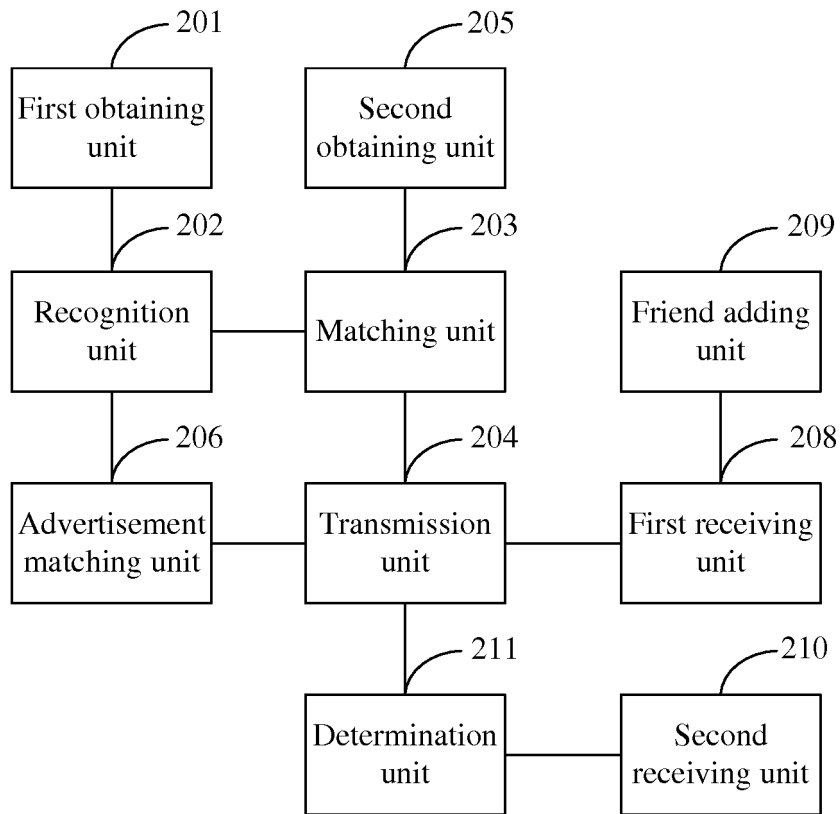 201
First obtaining
unit
205
Second
obtaining unit
202
Recognition
unit
203
Matching unit
209
Friend adding
unit
206
Advertisement
matching unit
204
Transmission
unit
208
First receiving
unit
211
Determination
unit
210
Second
receiving unit